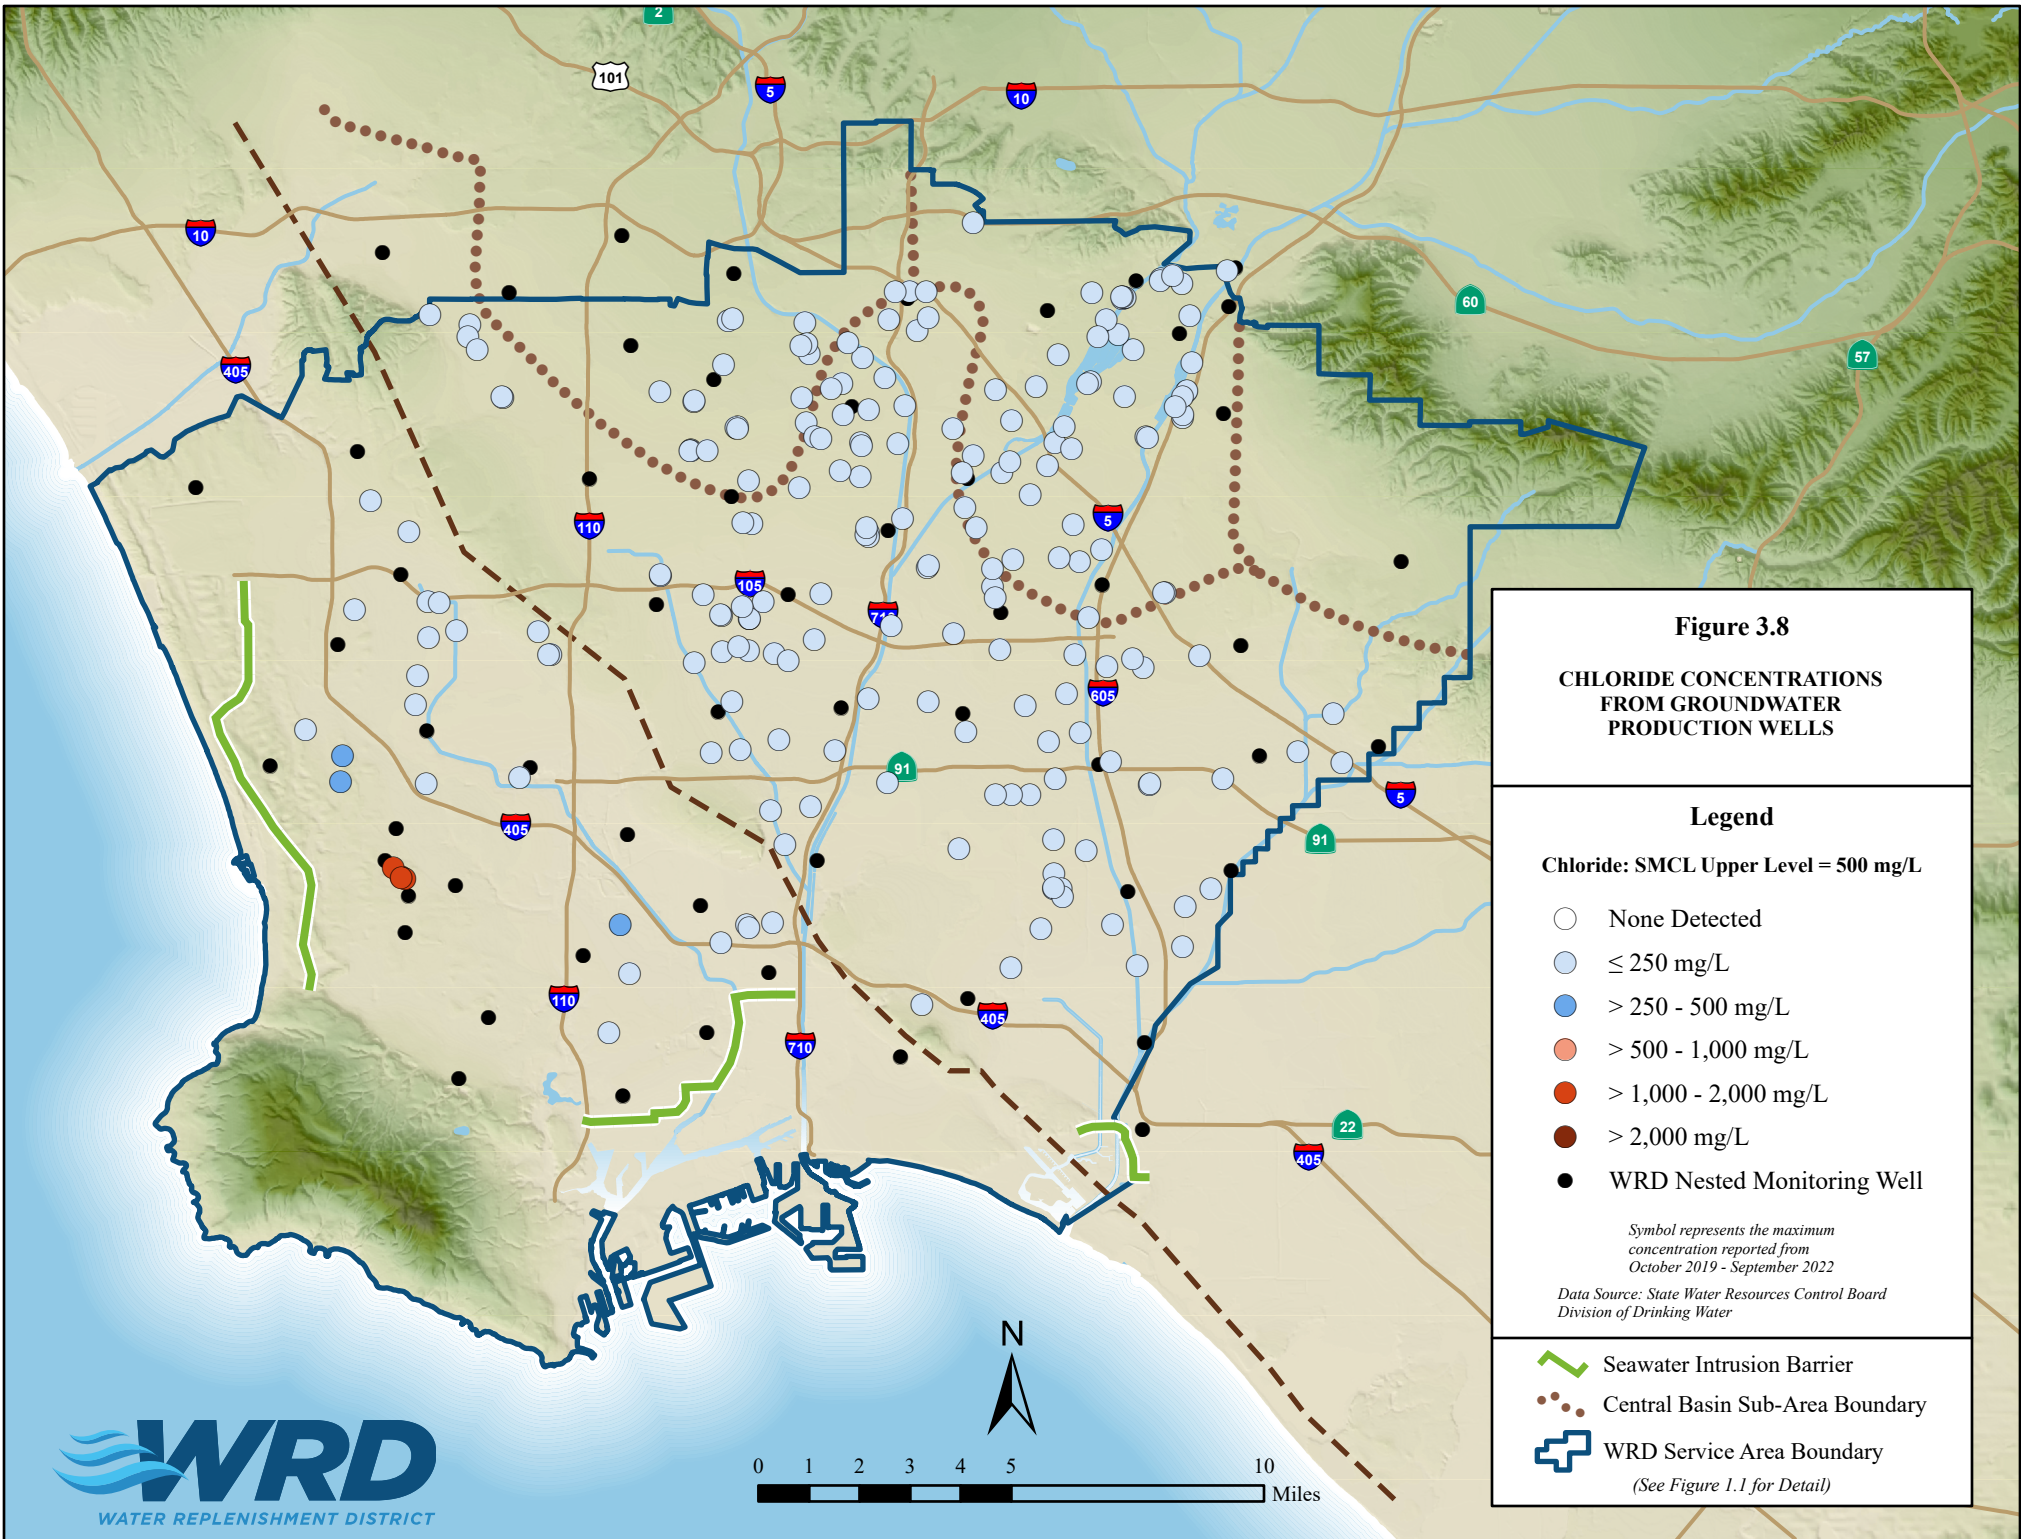 2
101
5
10
10
60
57
405
110
5
105
710
605
91
5
91
405
110
405
710
22
405
Figure 3.8
CHLORIDE CONCENTRATIONS
FROM GROUNDWATER
PRODUCTION WELLS
Legend
Chloride: SMCL Upper Level = 500 mg/L
None Detected
≤ 250 mg/L
> 250 - 500 mg/L
> 500 - 1,000 mg/L
> 1,000 - 2,000 mg/L
> 2,000 mg/L
WRD Nested Monitoring Well
Symbol represents the maximum
concentration reported from
October 2019 - September 2022
Data Source: State Water Resources Control Board
Division of Drinking Water
Seawater Intrusion Barrier
Central Basin Sub-Area Boundary
WRD Service Area Boundary
(See Figure 1.1 for Detail)
N
0 1 2 3 4 5 10
Miles
WRD
WATER REPLENISHMENT DISTRICT